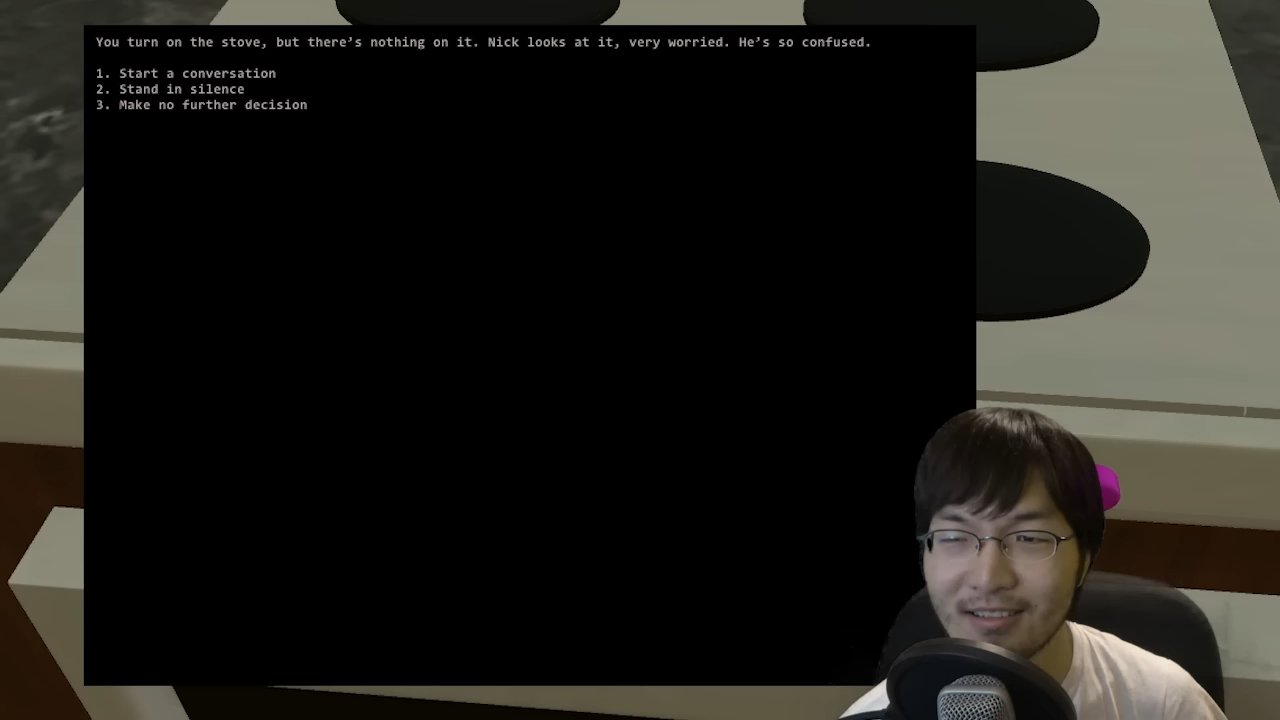 You turn on the stove, but there's nothing on it. Nick looks at it, very worried. He's so confused.
1. Start a conversation
2. Stand in silence
3. Make no further decision